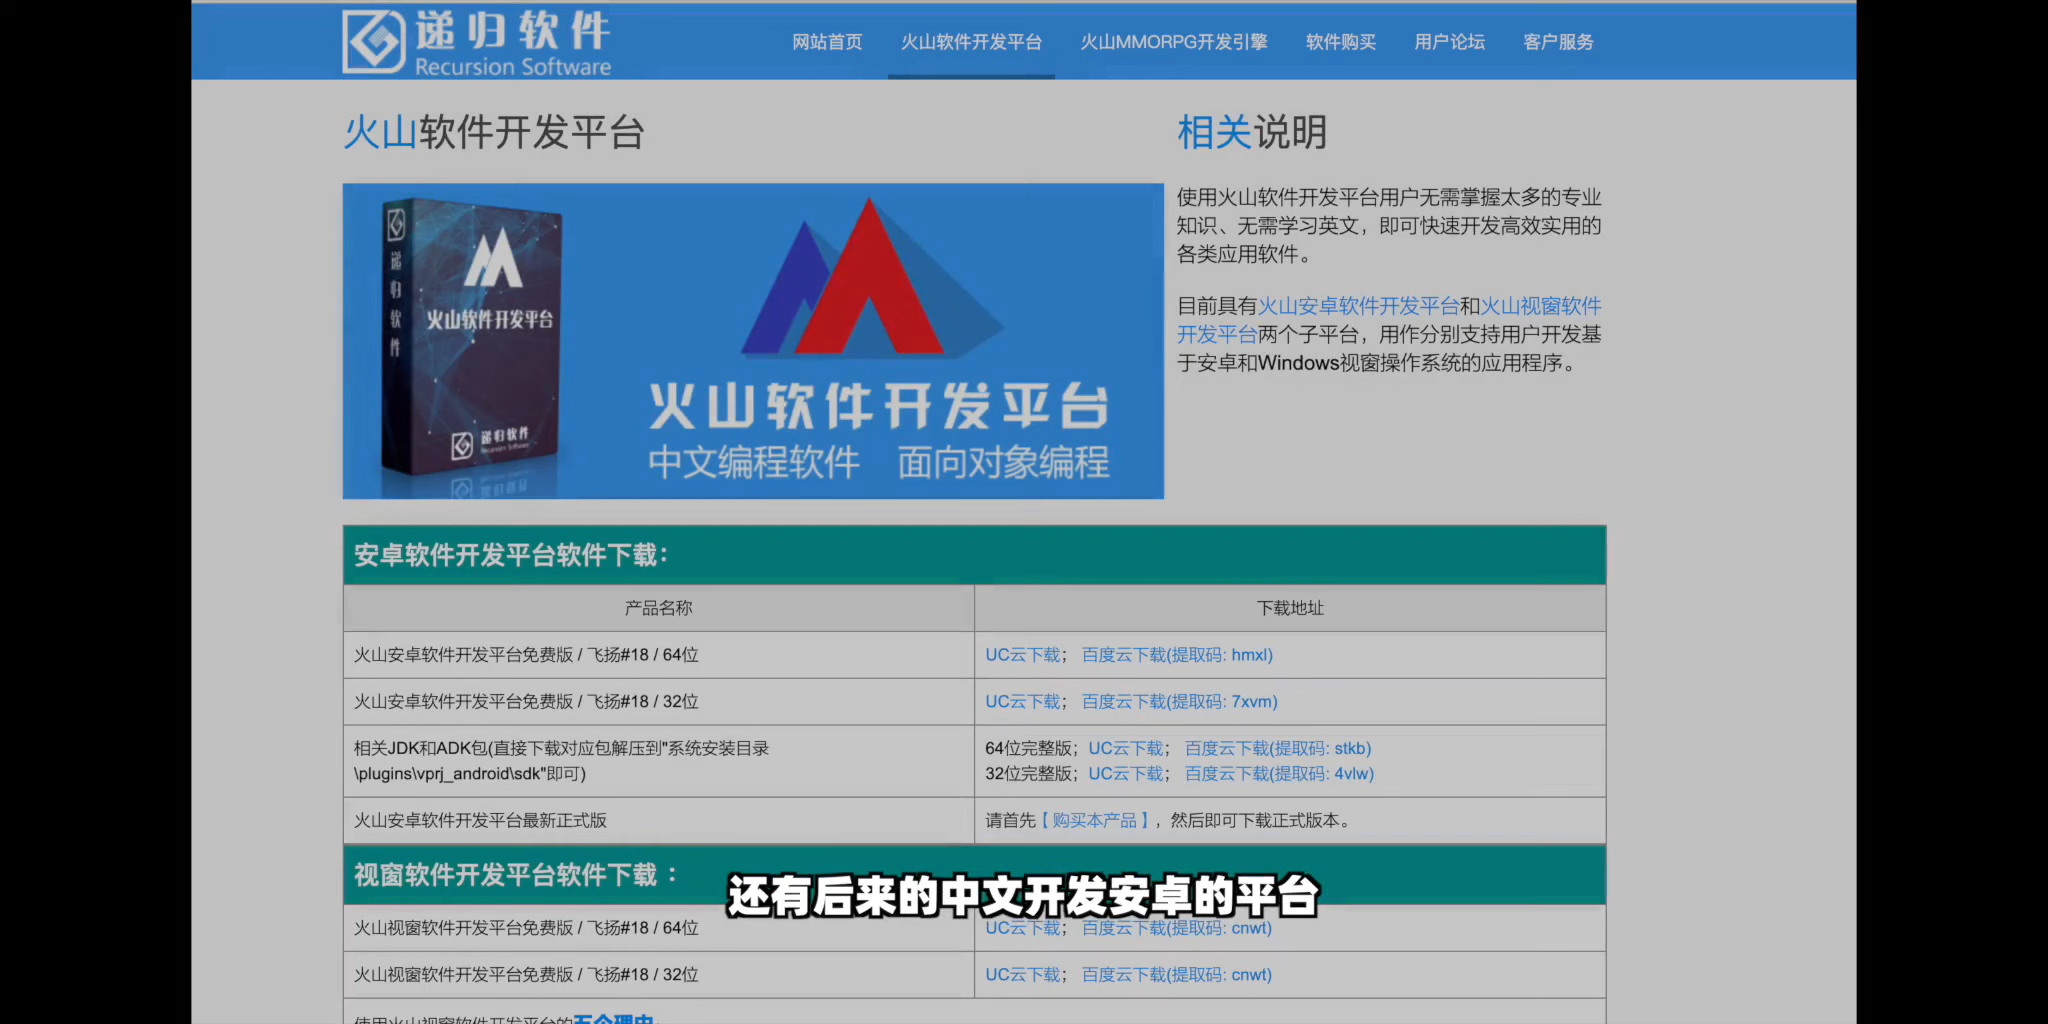 递归软件
Recursion Software
网站首页
火山软件开发平台
火山MMORPG开发引擎
软件购买
用户论坛
客户服务
火山软件开发平台
相关说明
递归软件
火山软件开发平台
递归软件
Recursion Software
火山软件开发平台
中文编程软件 面向对象编程
使用火山软件开发平台用户无需掌握太多的专业
知识、无需学习英文，即可快速开发高效实用的
各类应用软件。
目前具有火山安卓软件开发平台和火山视窗软件
开发平台两个子平台，用作分别支持用户开发基
于安卓和Windows视窗操作系统的应用程序。
安卓软件开发平台软件下载：
产品名称
下载地址
火山安卓软件开发平台免费版 / 飞扬#18 / 64位
UC云下载； 百度云下载(提取码: hmxl)
火山安卓软件开发平台免费版 / 飞扬#18 / 32位
UC云下载； 百度云下载(提取码: 7xvm)
相关JDK和ADK包(直接下载对应包解压到"系统安装目录
\plugins\vprj_android\sdk"即可)
64位完整版；UC云下载； 百度云下载(提取码: stkb)
32位完整版；UC云下载； 百度云下载(提取码: 4vlw)
火山安卓软件开发平台最新正式版
请首先【购买本产品】，然后即可下载正式版本。
视窗软件开发平台软件下载 ：
还有后来的中文开发安卓的平台
火山视窗软件开发平台免费版 / 飞扬#18 / 64位
UC云下载； 百度云下载(提取码: cnwt)
火山视窗软件开发平台免费版 / 飞扬#18 / 32位
UC云下载； 百度云下载(提取码: cnwt)
使用火山视窗软件开发平台的五个理由：